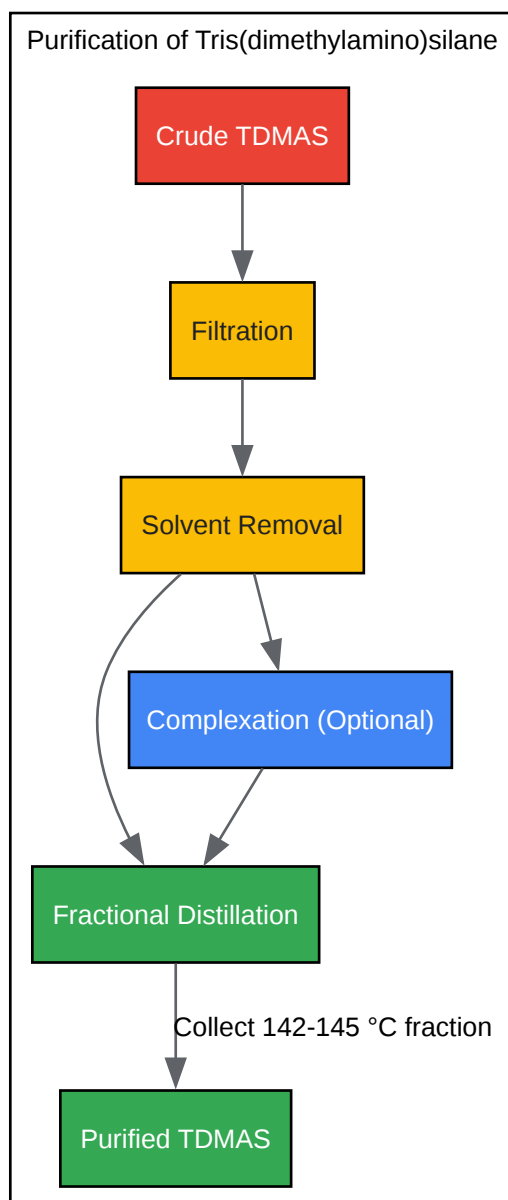 Purification of Tris(dimethylamino)silane
Crude TDMAS
Filtration
Solvent Removal
Complexation (Optional)
Fractional Distillation
Collect 142-145 °C fraction
Purified TDMAS